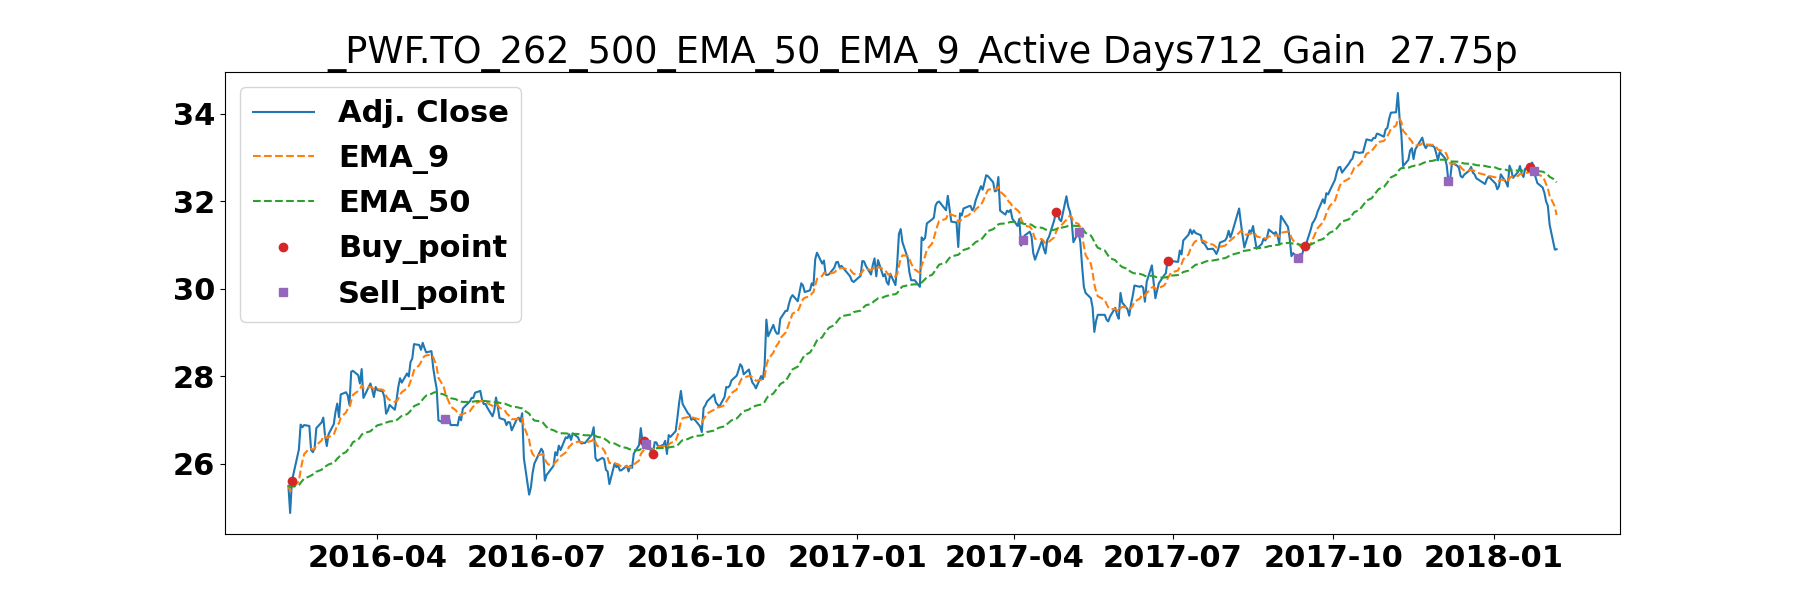 _PWF.TO_262_500_EMA_50_EMA_9_Active Days712_Gain  27.75p
Adj. Close
EMA_9
EMA_50
Buy_point
Sell_point
34
32
30
28
26
2016-04 2016-07 2016-10 2017-01 2017-04 2017-07 2017-10 2018-01